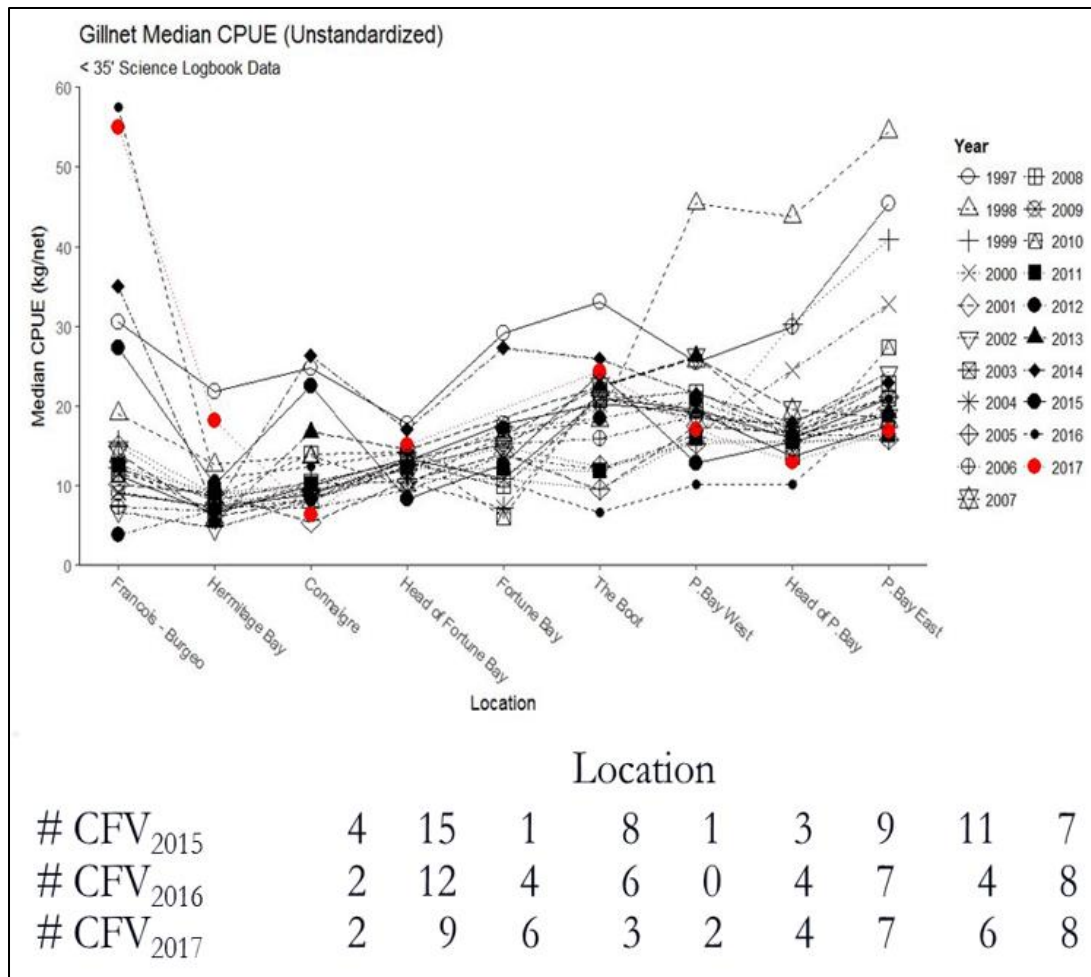 Gillnet Median CPUE (Unstandardized)
< 35' Science Logbook Data
Median CPUE (kg/net)
60
50
40
30
20
10
0
Francois - Burgeo
Hermitage Bay
Connaigre
Head of Fortune Bay
Fortune Bay
The Boot
P.Bay West
Head of P.Bay
P.Bay East
Location
Year
1997 2008
1998 2009
1999 2010
2000 2011
2001 2012
2002 2013
2003 2014
2004 2015
2005 2016
2006 2017
2007
Location
# CFV2015 4 15 1 8 1 3 9 11 7
# CFV2016 2 12 4 6 0 4 7 4 8
# CFV2017 2 9 6 3 2 4 7 6 8